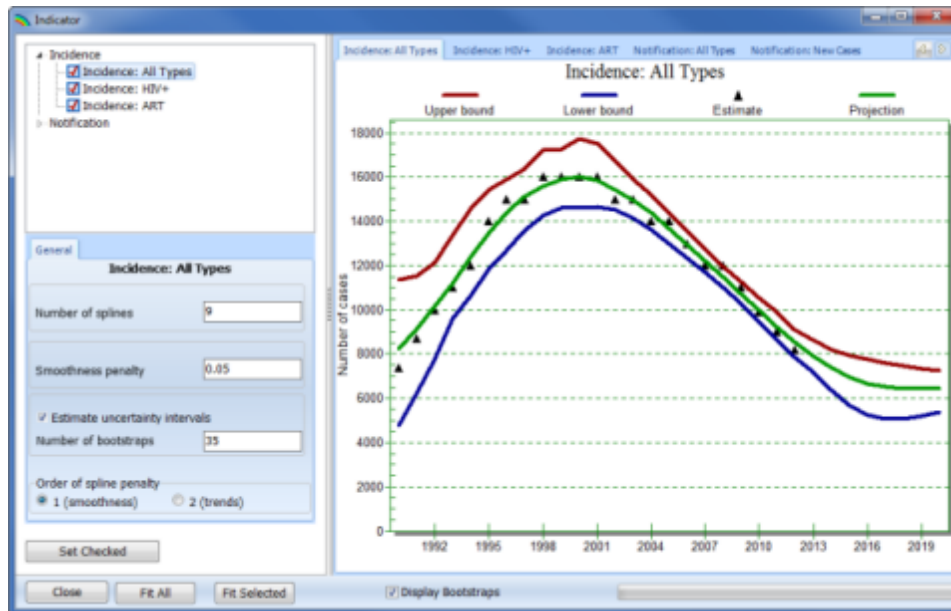 Indicator
Incidence
Incidence: All Types
Incidence: HIV+
Incidence: ART
Notification
General
Incidence: All Types
Number of splines 9
Smoothness penalty 0.05
Estimate uncertainty intervals
Number of bootstraps 35
Order of spline penalty
1 (smoothness) 2 (trends)
Set Checked
Close Fit All Fit Selected
Incidence: All Types Incidence: HIV+ Incidence: ART Notification: All Types Notification: New Cases
Incidence: All Types
Upper bound Lower bound Estimate Projection
Number of cases
18000
16000
14000
12000
10000
8000
6000
4000
2000
0
1992 1995 1998 2001 2004 2007 2010 2013 2016 2019
Display Bootstraps